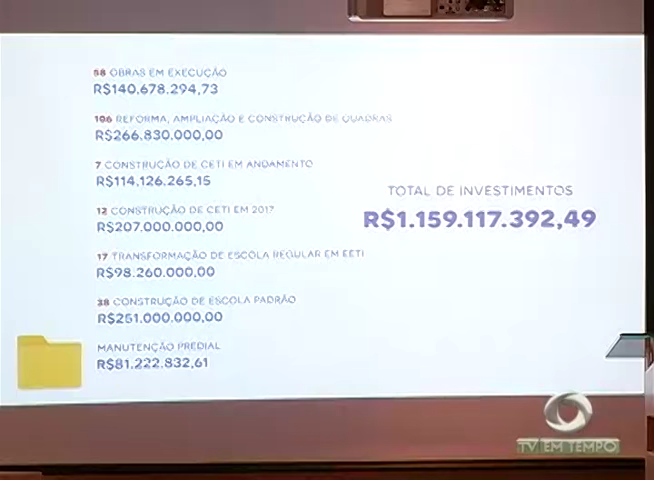 58 OBRAS EM EXECUÇÃO
R$140.678.294,73
106 REFORMA, AMPLIAÇÃO E CONSTRUÇÃO DE QUADRAS
R$266.830.000,00
7 CONSTRUÇÃO DE CETI EM ANDAMENTO
R$114.126.265,15
12 CONSTRUÇÃO DE CETI EM 2017
R$207.000.000,00
17 TRANSFORMAÇÃO DE ESCOLA REGULAR EM EETI
R$98.260.000,00
38 CONSTRUÇÃO DE ESCOLA PADRÃO
R$251.000.000,00
MANUTENÇÃO PREDIAL
R$81.222.832,61
TOTAL DE INVESTIMENTOS
R$1.159.117.392,49
TV EM TEMPO